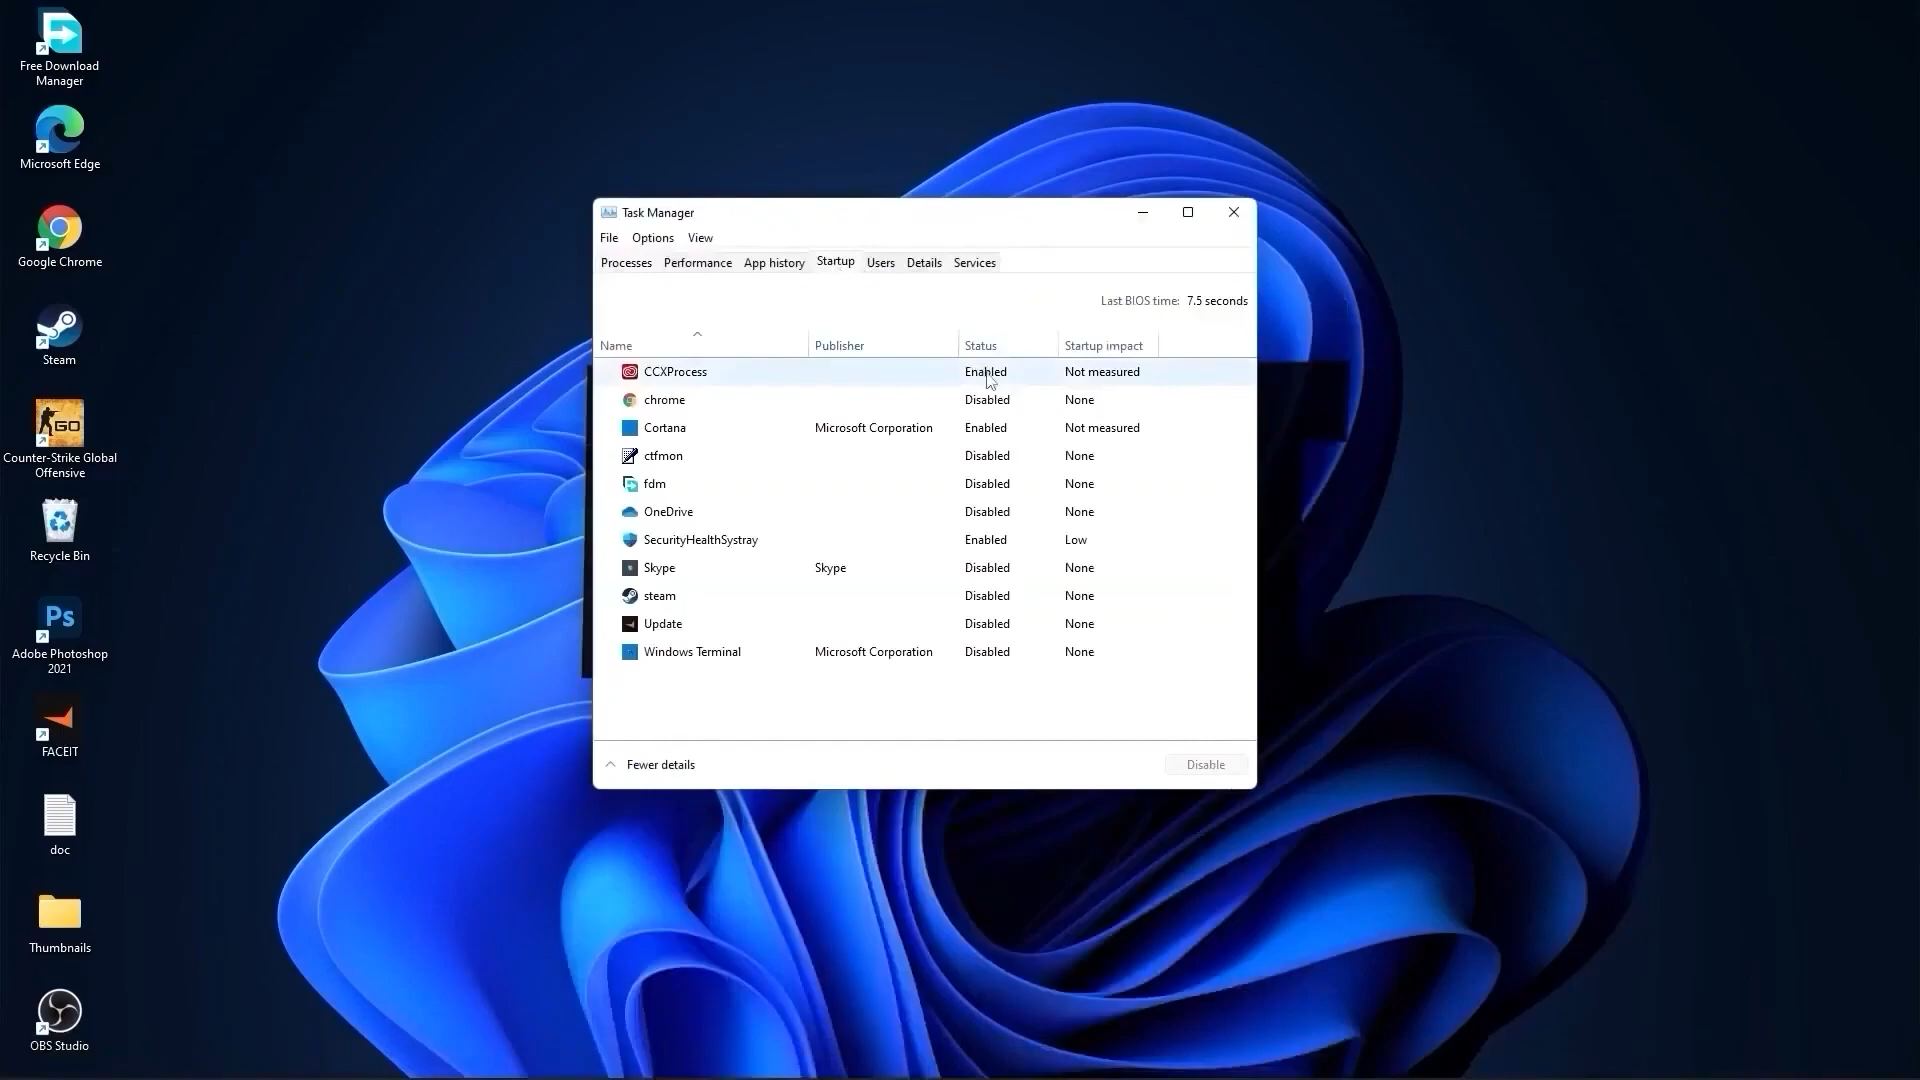 Free Download
Manager
Microsoft Edge
Google Chrome
Steam
GO
Counter-Strike Global
Offensive
Recycle Bin
Ps
Adobe Photoshop
2021
FACEIT
doc
Thumbnails
OBS Studio
Task Manager
File Options View
Processes Performance App history Startup Users Details Services
Last BIOS time: 7.5 seconds
Name Publisher Status Startup impact
CCXProcess Enabled Not measured
chrome Disabled None
Cortana Microsoft Corporation Enabled Not measured
ctfmon Disabled None
fdm Disabled None
OneDrive Disabled None
SecurityHealthSystray Enabled Low
Skype Skype Disabled None
steam Disabled None
Update Disabled None
Windows Terminal Microsoft Corporation Disabled None
Fewer details Disable